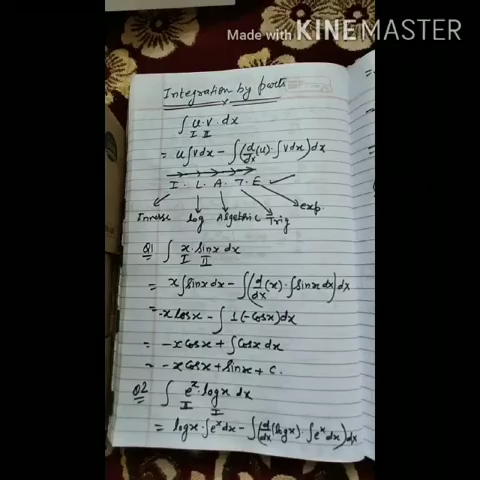 Made with KINEMASTER
Integration by parts
∫ u.v.dx
I II
= u∫vdx - ∫(d/dx(u).∫vdx)dx
I. L. A. T. E
Inverse log Algebric Trig exp.
Q1 ∫ x.sinx dx
I II
= x∫sinx dx - ∫(d/dx(x).∫sinx dx)dx
= -x cosx - ∫1(-cosx)dx
= -x cosx + ∫cosx dx
= -x cosx + sinx + c.
Q2 ∫ e^x.logx dx
II I
= logx.∫e^x dx - ∫(d/dx(logx).∫e^x dx)dx